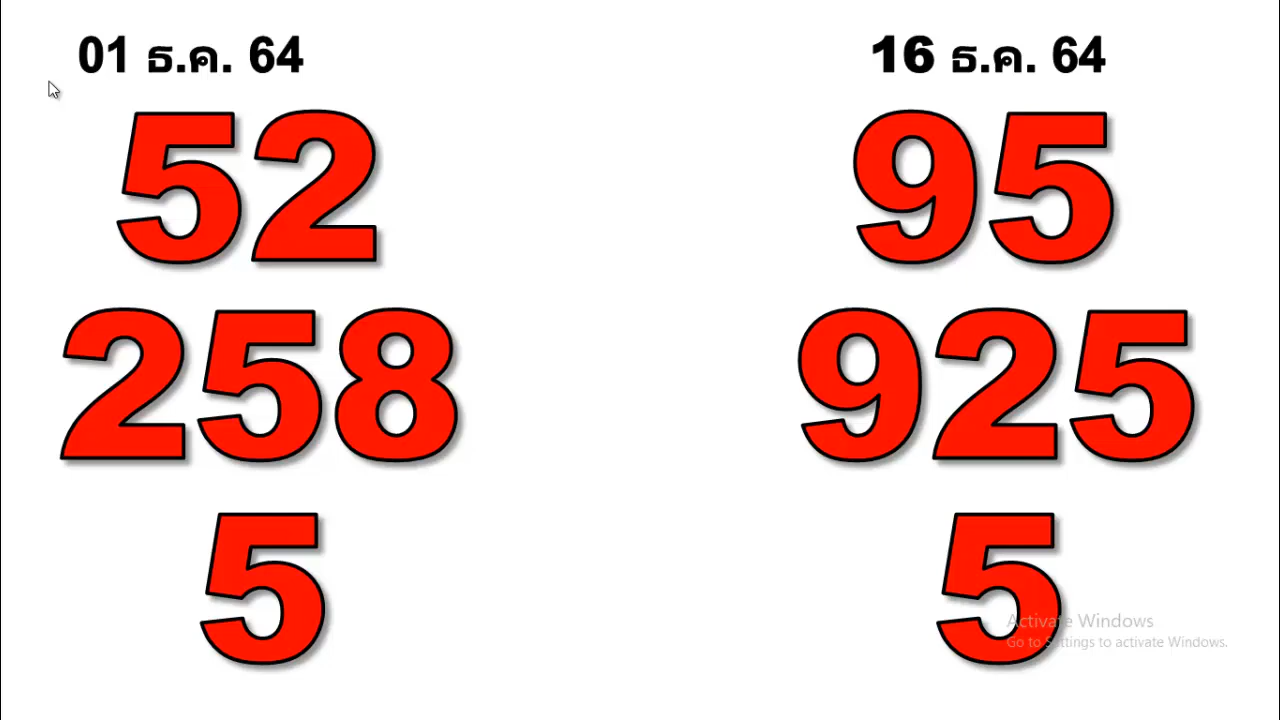 01 ธ.ค. 64
52
258
5
16 ธ.ค. 64
95
925
5
Activate Windows
Go to Settings to activate Windows.